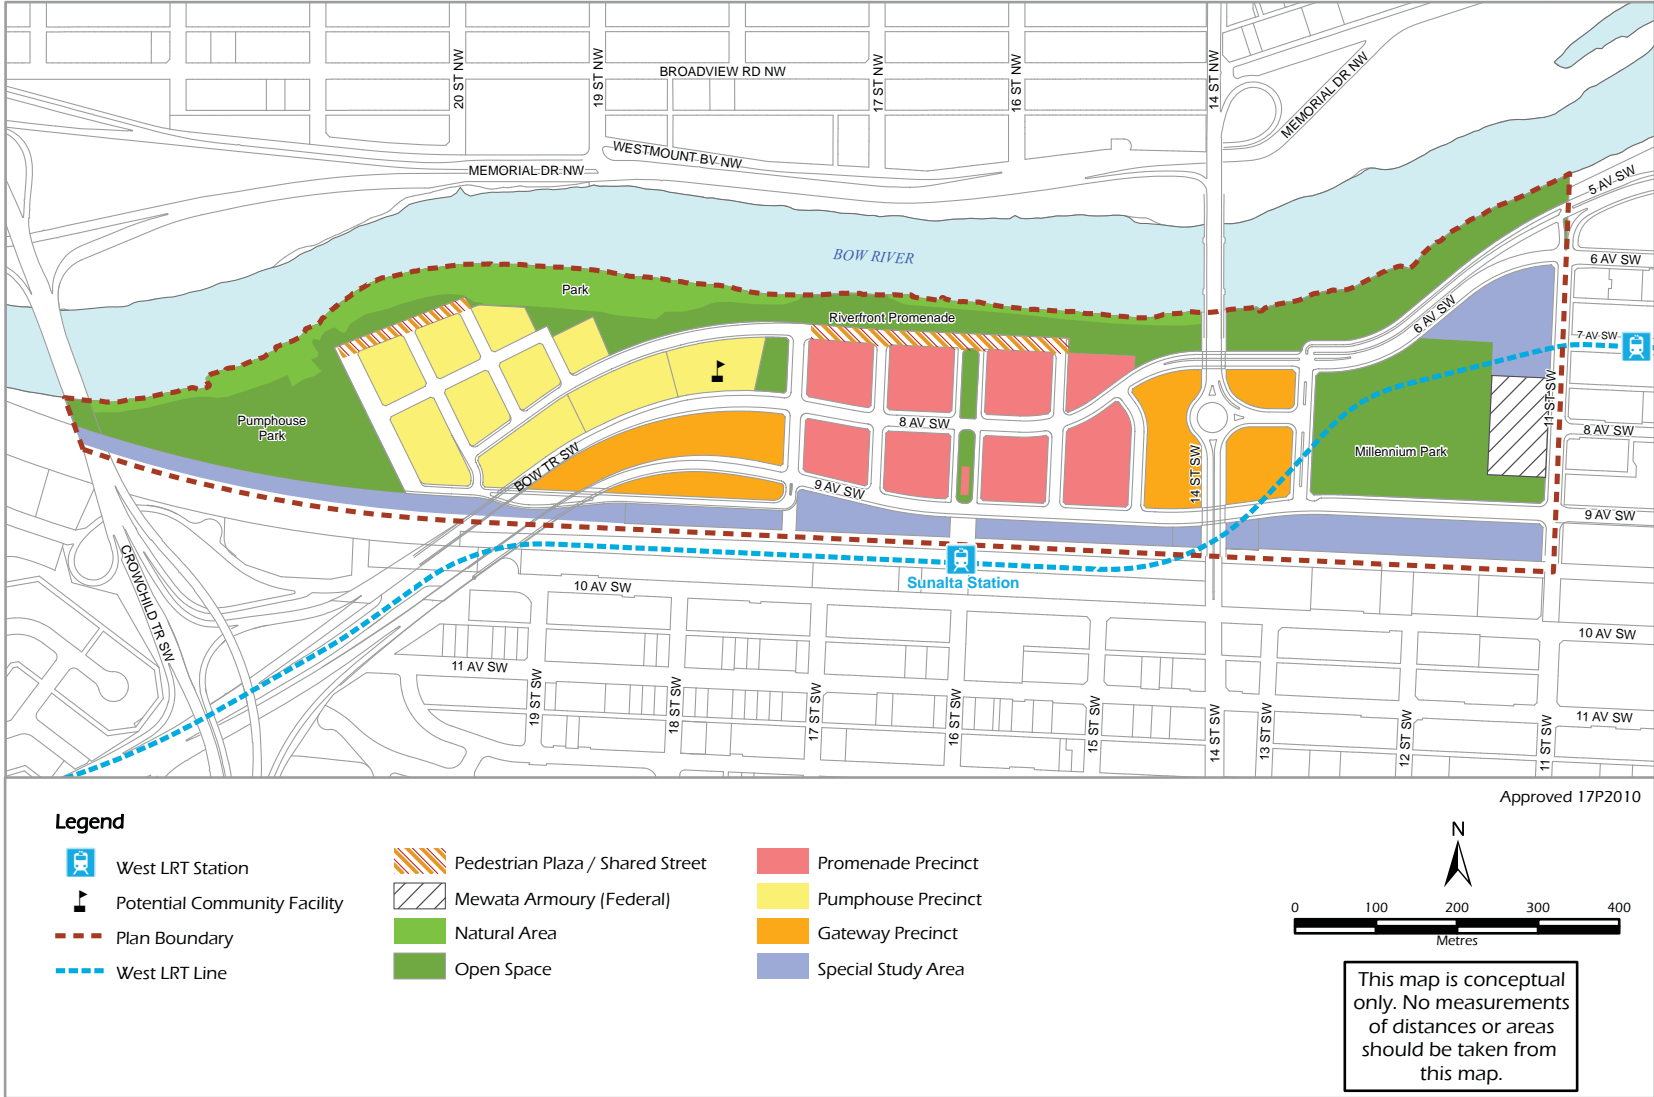 20 ST NW
19 ST NW
BROADVIEW RD NW
17 ST NW
16 ST NW
14 ST NW
MEMORIAL DR NW
WESTMOUNT BV NW
MEMORIAL DR NW
5 AV SW
BOW RIVER
6 AV SW
Park
Riverfront Promenade
6 AV SW
7 AV SW
Pumphouse
Park
11 ST SW
8 AV SW
8 AV SW
Millennium Park
BOW TR SW
14 ST SW
9 AV SW
9 AV SW
CROWCHILD TR SW
Sunalta Station
10 AV SW
10 AV SW
11 AV SW
19 ST SW
18 ST SW
17 ST SW
16 ST SW
15 ST SW
14 ST SW
13 ST SW
12 ST SW
11 ST SW
11 AV SW
Approved 17P2010
Legend
West LRT Station
Potential Community Facility
Plan Boundary
West LRT Line
Pedestrian Plaza / Shared Street
Mewata Armoury (Federal)
Natural Area
Open Space
Promenade Precinct
Pumphouse Precinct
Gateway Precinct
Special Study Area
N
0 100 200 300 400
Metres
This map is conceptual
only. No measurements
of distances or areas
should be taken from
this map.